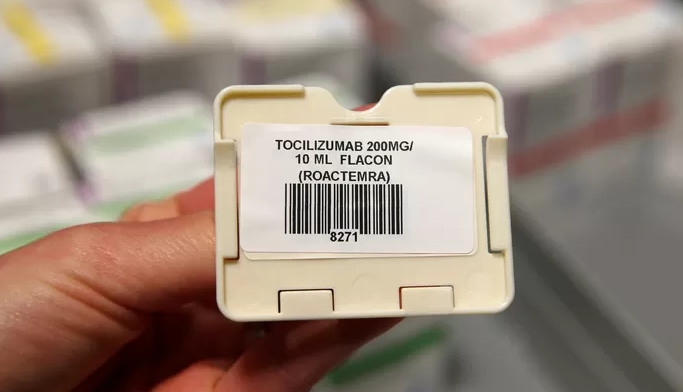 TOCILIZUMAB 200MG/
10 ML FLACON
(ROACTEMRA)
8271